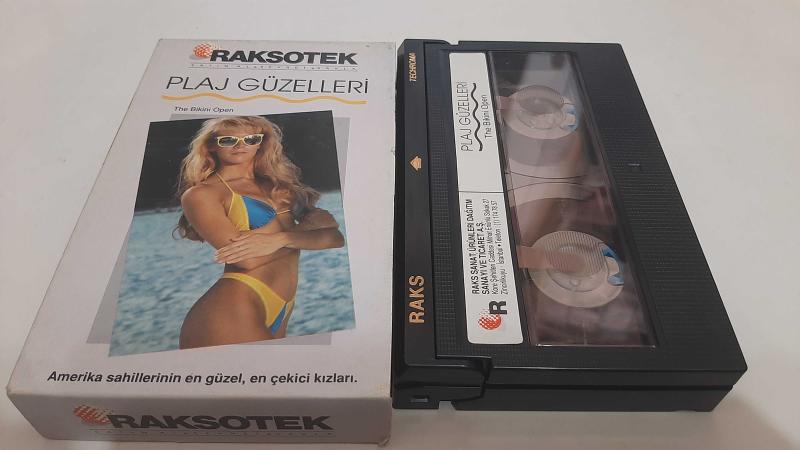 RAKSOTEK
PLAJ GÜZELLERİ
The Bikini Open
Amerika sahillerinin en güzel, en çekici kızları.
RAKSOTEK
RAKS
TECHROMA
PLAJ GÜZELLERİ
The Bikini Open
RAKS SANAT ÜRÜNLERİ DAĞITIM
SANAYİ VE TİCARET A.Ş.
R